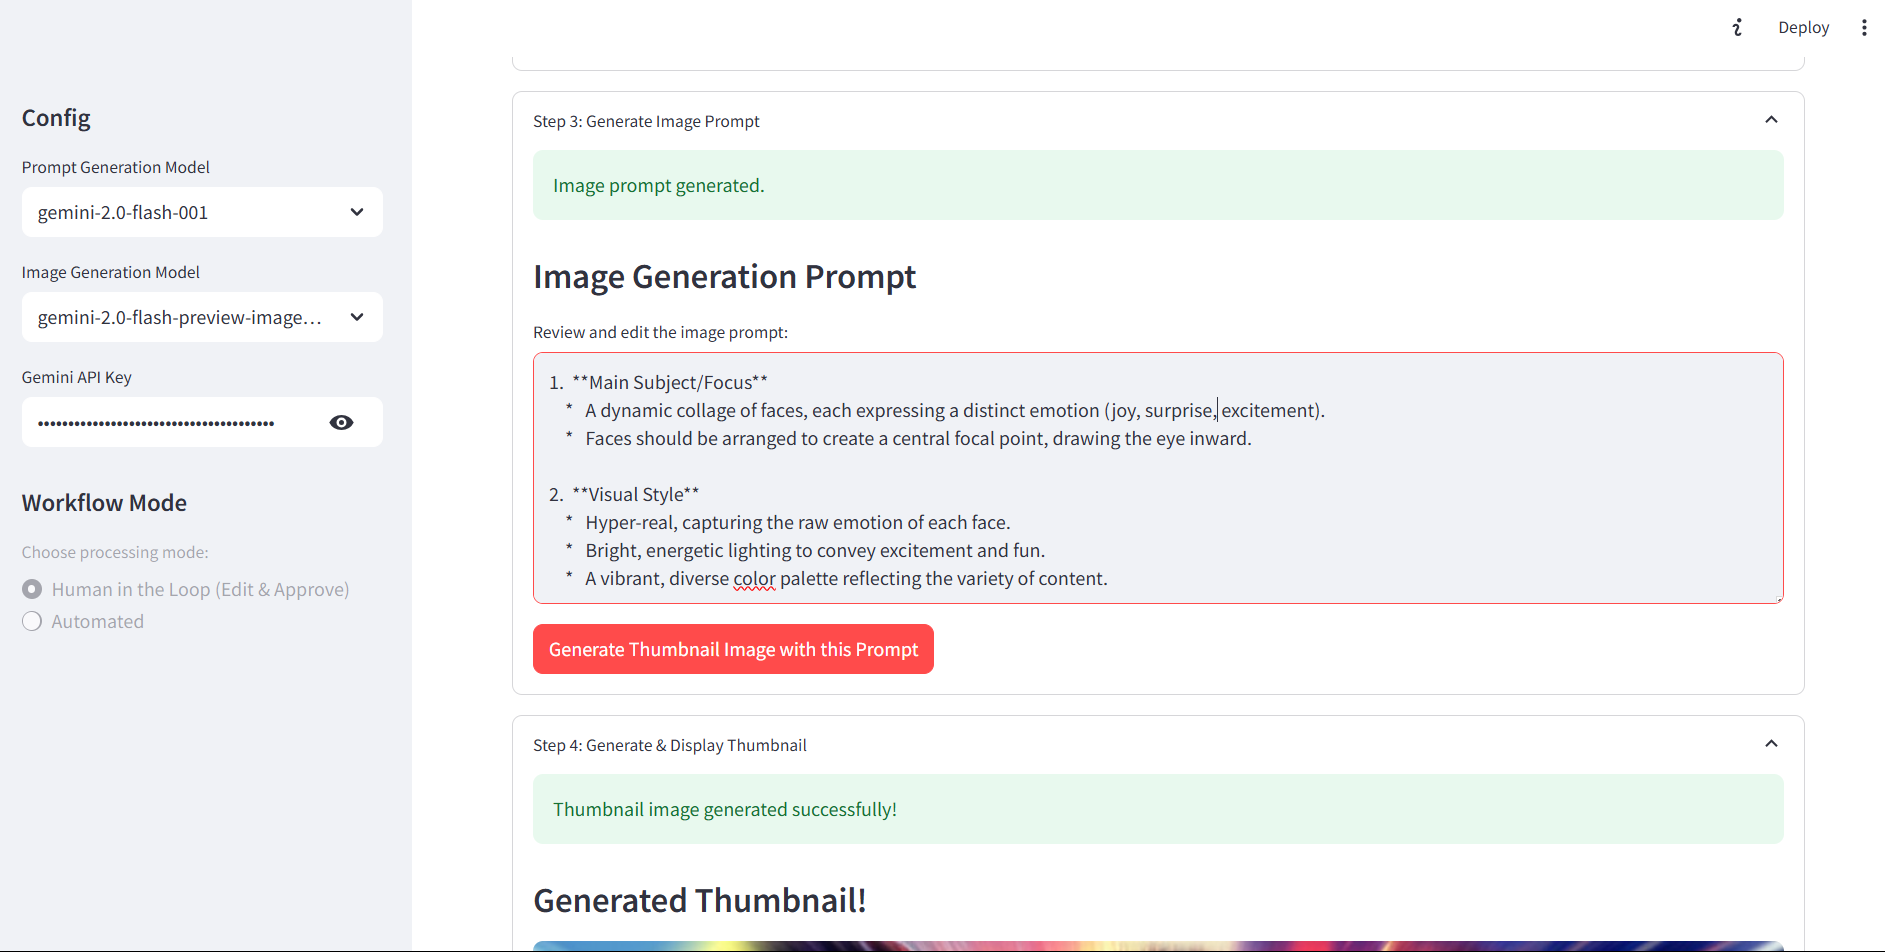 Deploy
Config
Prompt Generation Model
gemini-2.0-flash-001
Image Generation Model
gemini-2.0-flash-preview-image...
Gemini API Key
••••••••••••••••••••••••••••••••••••••
Workflow Mode
Choose processing mode:
Human in the Loop (Edit & Approve)
Automated
Step 3: Generate Image Prompt
Image prompt generated.
Image Generation Prompt
Review and edit the image prompt:
1. **Main Subject/Focus**
* A dynamic collage of faces, each expressing a distinct emotion (joy, surprise, excitement).
* Faces should be arranged to create a central focal point, drawing the eye inward.
2. **Visual Style**
* Hyper-real, capturing the raw emotion of each face.
* Bright, energetic lighting to convey excitement and fun.
* A vibrant, diverse color palette reflecting the variety of content.
Generate Thumbnail Image with this Prompt
Step 4: Generate & Display Thumbnail
Thumbnail image generated successfully!
Generated Thumbnail!